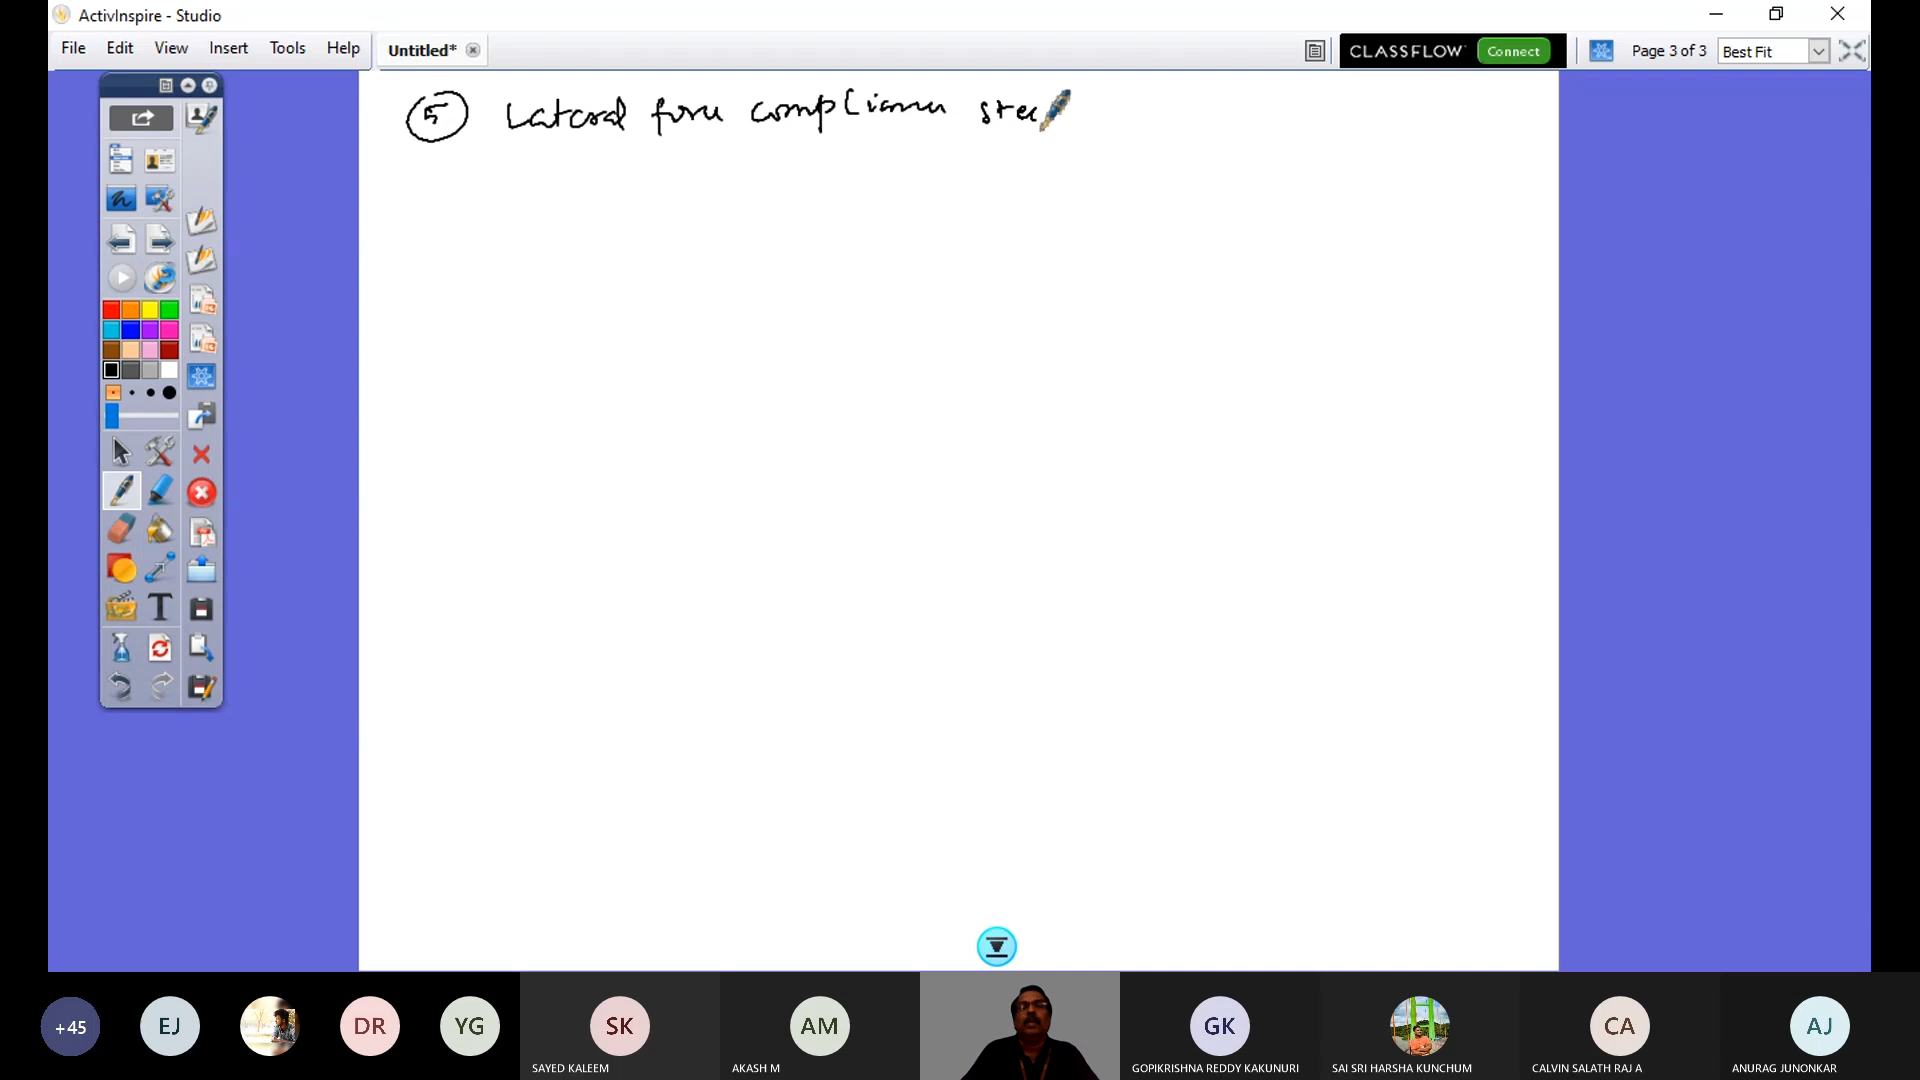 ActivInspire - Studio
File Edit View Insert Tools Help
Untitled*
CLASSFLOW Connect
Page 3 of 3
Best Fit
5 Lateral force compliance stee
T
+45
EJ
DR
YG
SK
SAYED KALEEM
AM
AKASH M
GK
GOPIKRISHNA REDDY KAKUNURI
SAI SRI HARSHA KUNCHUM
CA
CALVIN SALATH RAJ A
AJ
ANURAG JUNONKAR